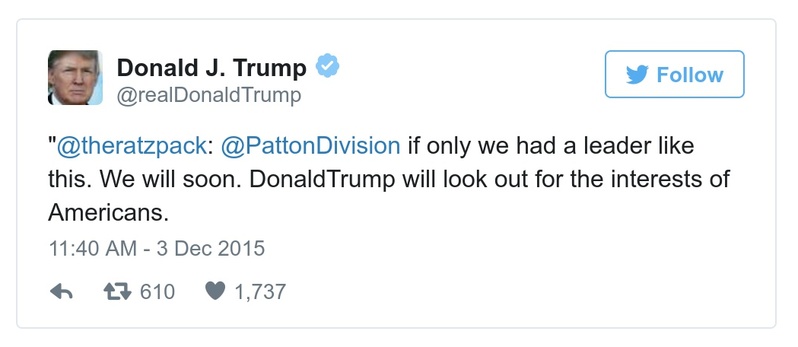 Donald J. Trump
@realDonaldTrump
Follow
"@theratzpack: @PattonDivision if only we had a leader like
this. We will soon. DonaldTrump will look out for the interests of
Americans.
11:40 AM - 3 Dec 2015
610 1,737